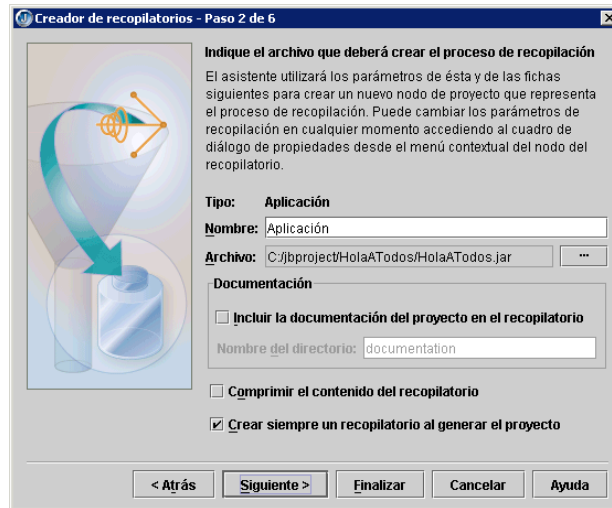 Creador de recopilatorios - Paso 2 de 6
Indique el archivo que deberá crear el proceso de recopilación
El asistente utilizará los parámetros de ésta y de las fichas
siguientes para crear un nuevo nodo de proyecto que representa
el proceso de recopilación. Puede cambiar los parámetros de
recopilación en cualquier momento accediendo al cuadro de
diálogo de propiedades desde el menú contextual del nodo del
recopilatorio.
Tipo: Aplicación
Nombre: Aplicación
Archivo: C:/jbproject/HolaATodos/HolaATodos.jar ...
Documentación
Incluir la documentación del proyecto en el recopilatorio
Nombre del directorio: documentation
Comprimir el contenido del recopilatorio
Crear siempre un recopilatorio al generar el proyecto
< Atrás Siguiente > Finalizar Cancelar Ayuda